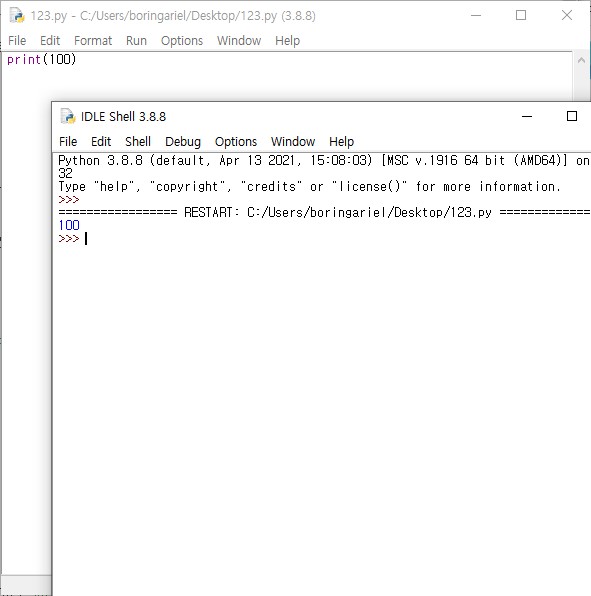 123.py - C:/Users/boringariel/Desktop/123.py (3.8.8)
File Edit Format Run Options Window Help
print(100)
IDLE Shell 3.8.8
File Edit Shell Debug Options Window Help
Python 3.8.8 (default, Apr 13 2021, 15:08:03) [MSC v.1916 64 bit (AMD64)] on
32
Type "help", "copyright", "credits" or "license()" for more information.
>>>
================= RESTART: C:/Users/boringariel/Desktop/123.py =============
100
>>>